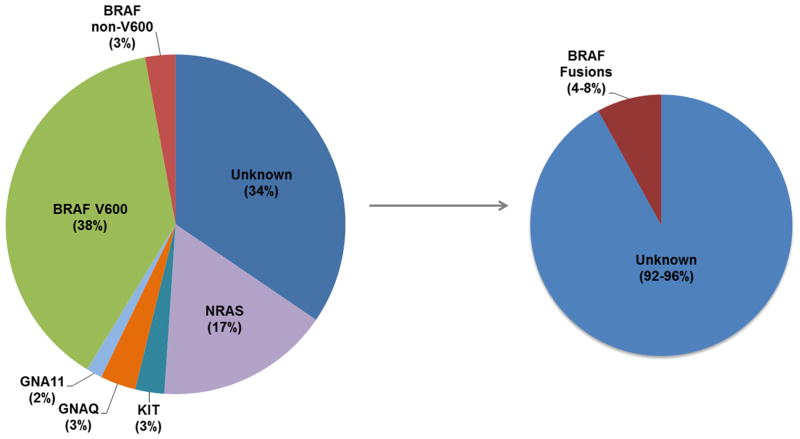 BRAF
non-V600
(3%)
Unknown
(34%)
BRAF V600
(38%)
NRAS
(17%)
GNA11
(2%)
GNAQ
(3%)
KIT
(3%)
BRAF
Fusions
(4-8%)
Unknown
(92-96%)